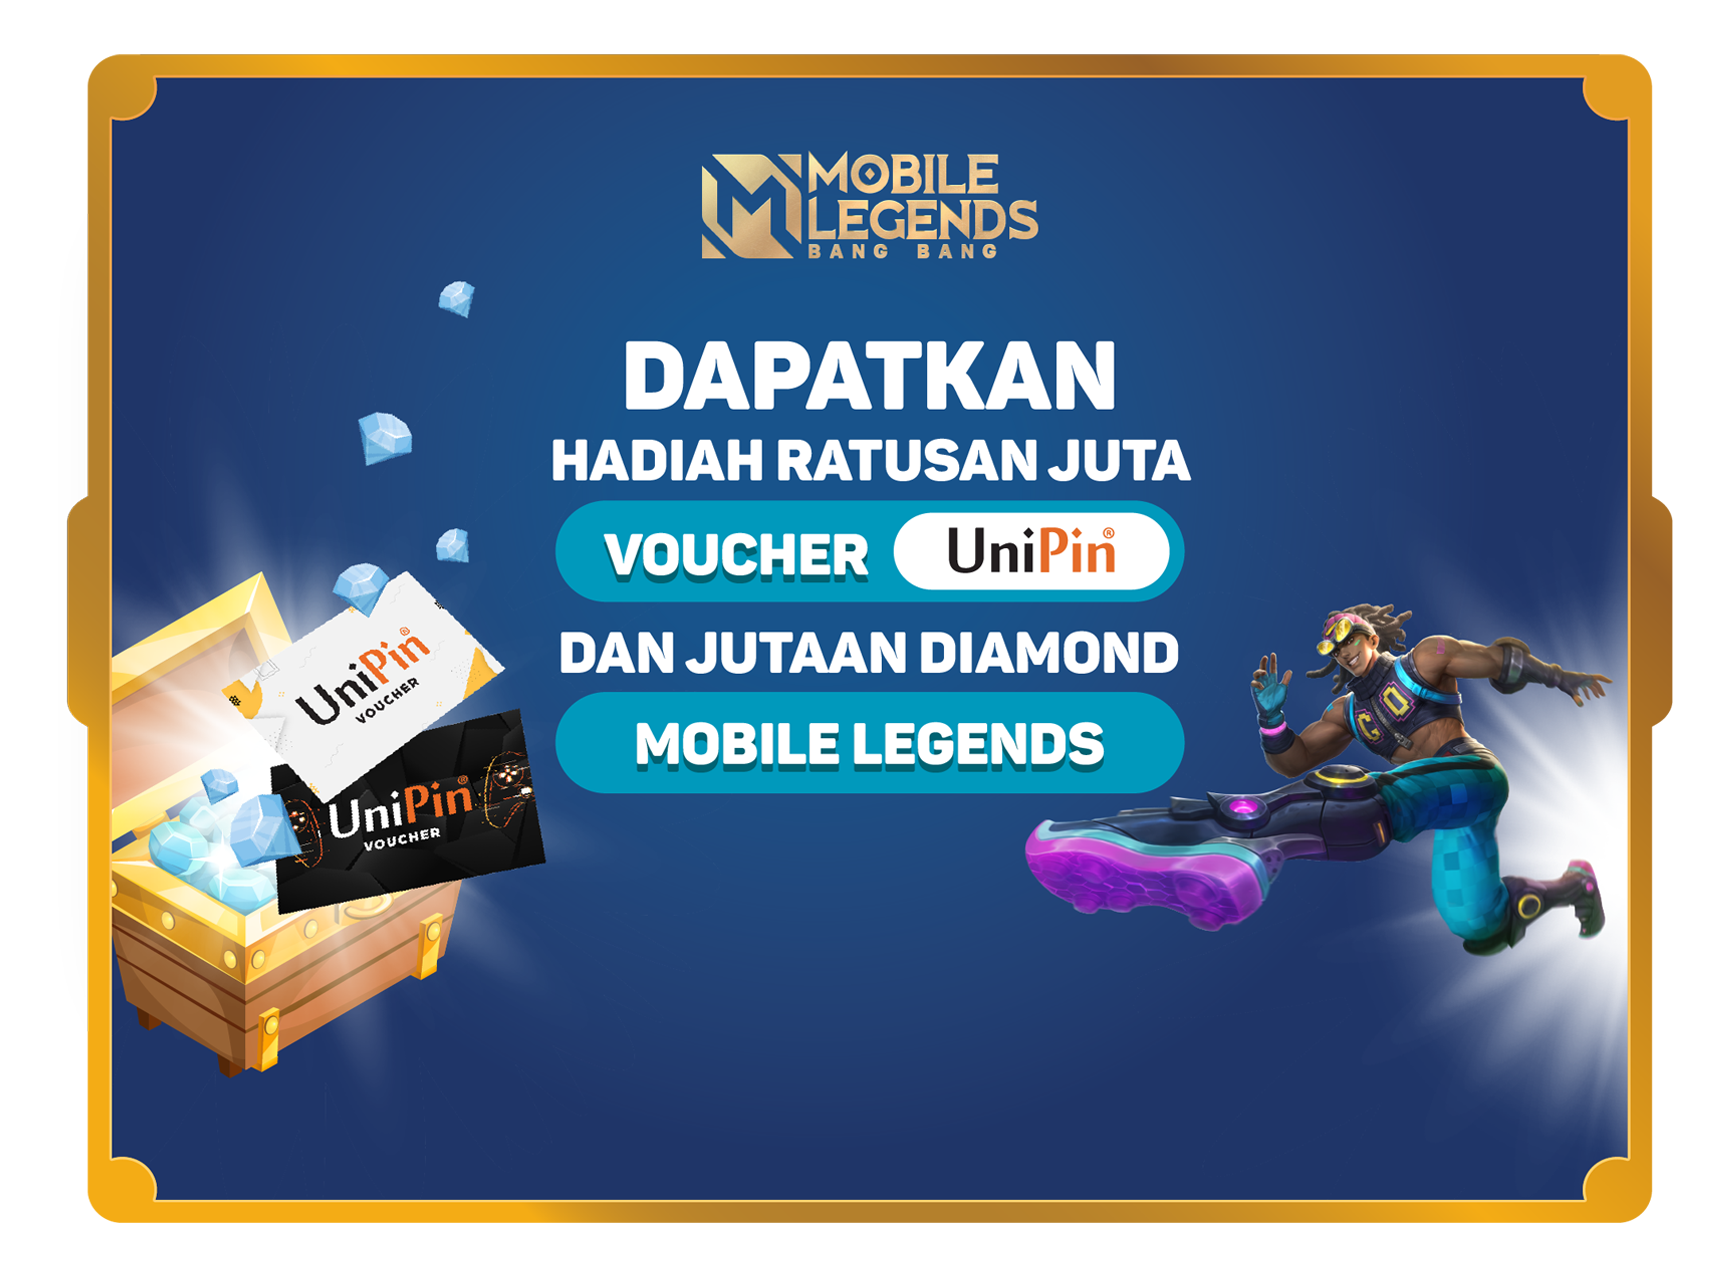 MOBILE
LEGENDS
BANG BANG
DAPATKAN
HADIAH RATUSAN JUTA
VOUCHER UniPin®
DAN JUTAAN DIAMOND
MOBILE LEGENDS
UniPin®
VOUCHER
UniPin®
VOUCHER